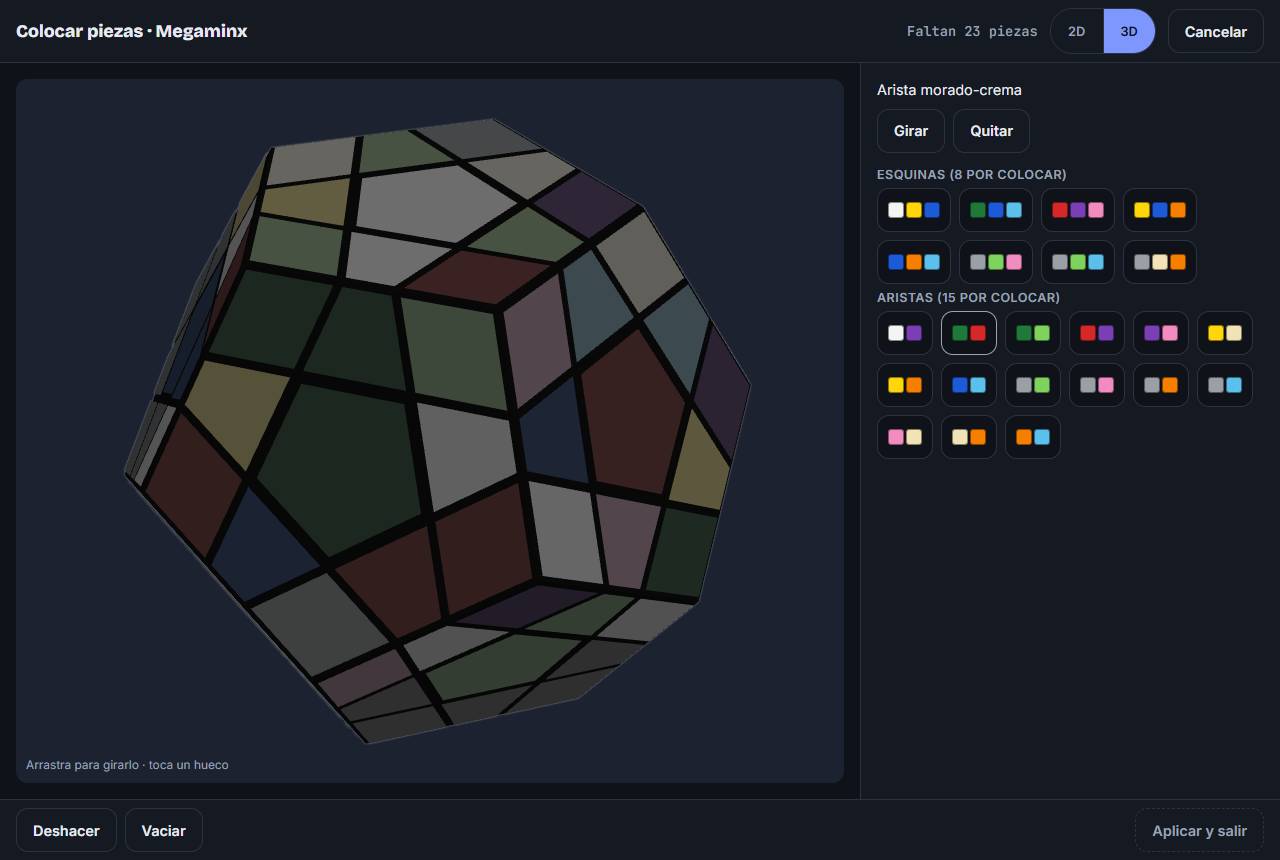 Colocar piezas · Megaminx
Faltan 23 piezas
2D
3D
Cancelar
Arista morado-crema
Girar
Quitar
ESQUINAS (8 POR COLOCAR)
ARISTAS (15 POR COLOCAR)
Arrastra para girarlo · toca un hueco
Deshacer
Vaciar
Aplicar y salir